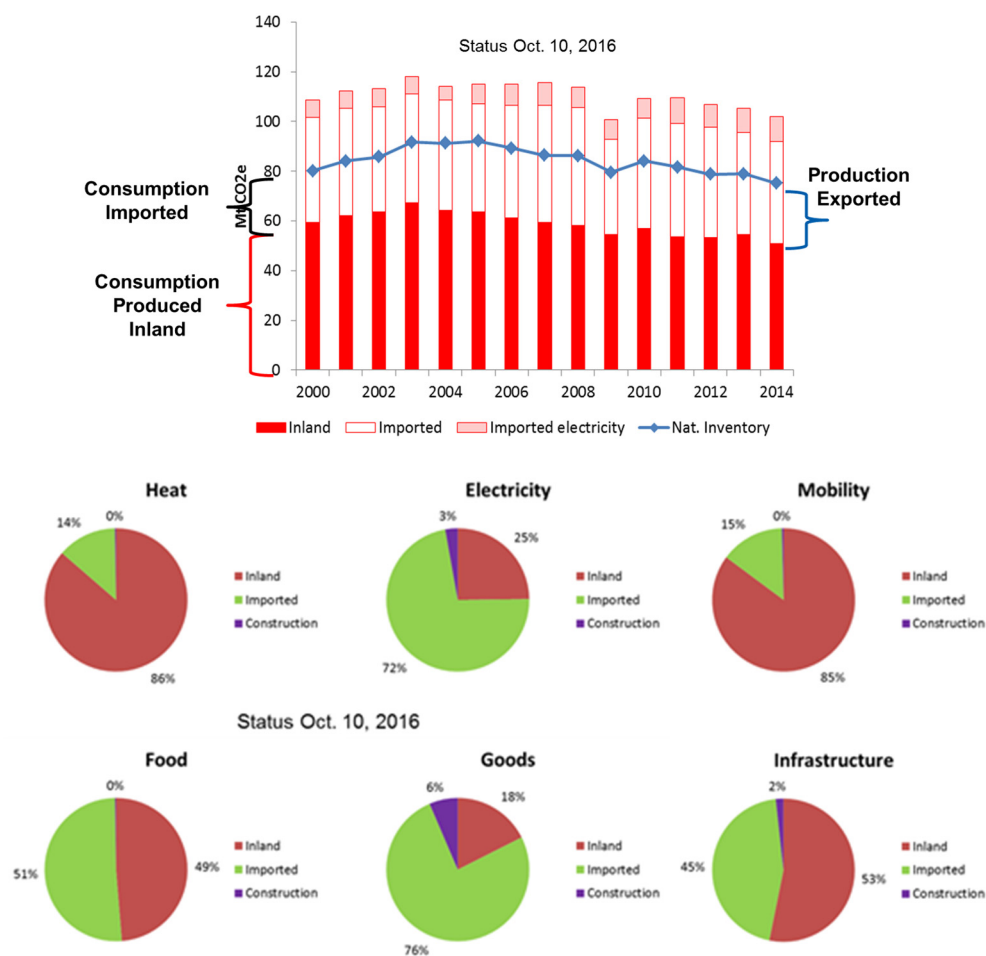 140
Status Oct. 10, 2016
120
100
80
60
40
20
0
Mt CO2e
Consumption
Imported
Consumption
Produced
Inland
Production
Exported
2000 2002 2004 2006 2008 2010 2012 2014
Inland Imported Imported electricity Nat. Inventory
Heat
14% 0%
86%
Inland
Imported
Construction
Electricity
3%
25%
72%
Inland
Imported
Construction
Mobility
15% 0%
85%
Inland
Imported
Construction
Status Oct. 10, 2016
Food
0%
51%
49%
Inland
Imported
Construction
Goods
6%
18%
76%
Inland
Imported
Construction
Infrastructure
2%
45%
53%
Inland
Imported
Construction